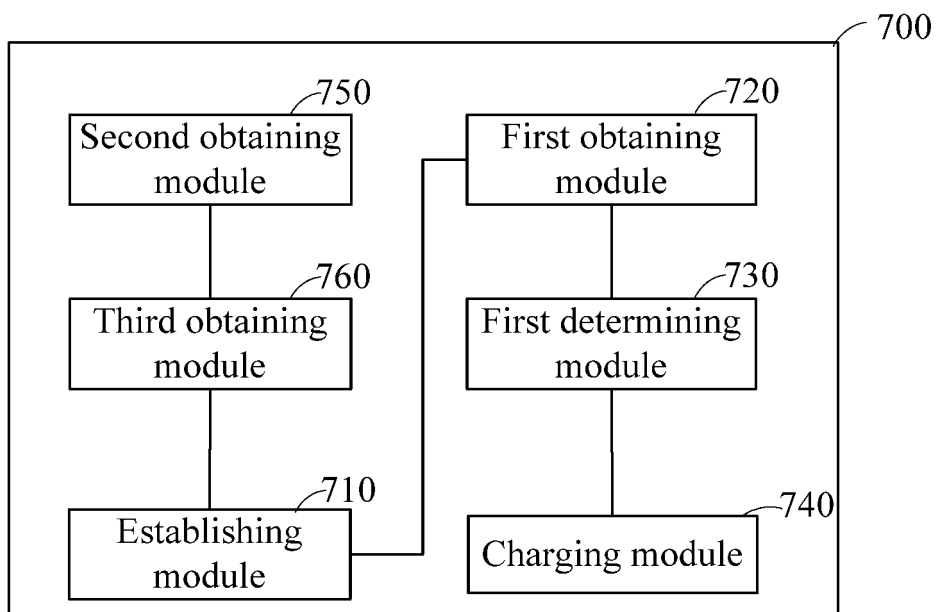 700
750
Second obtaining
module
760
Third obtaining
module
710
Establishing
module
720
First obtaining
module
730
First determining
module
740
Charging module